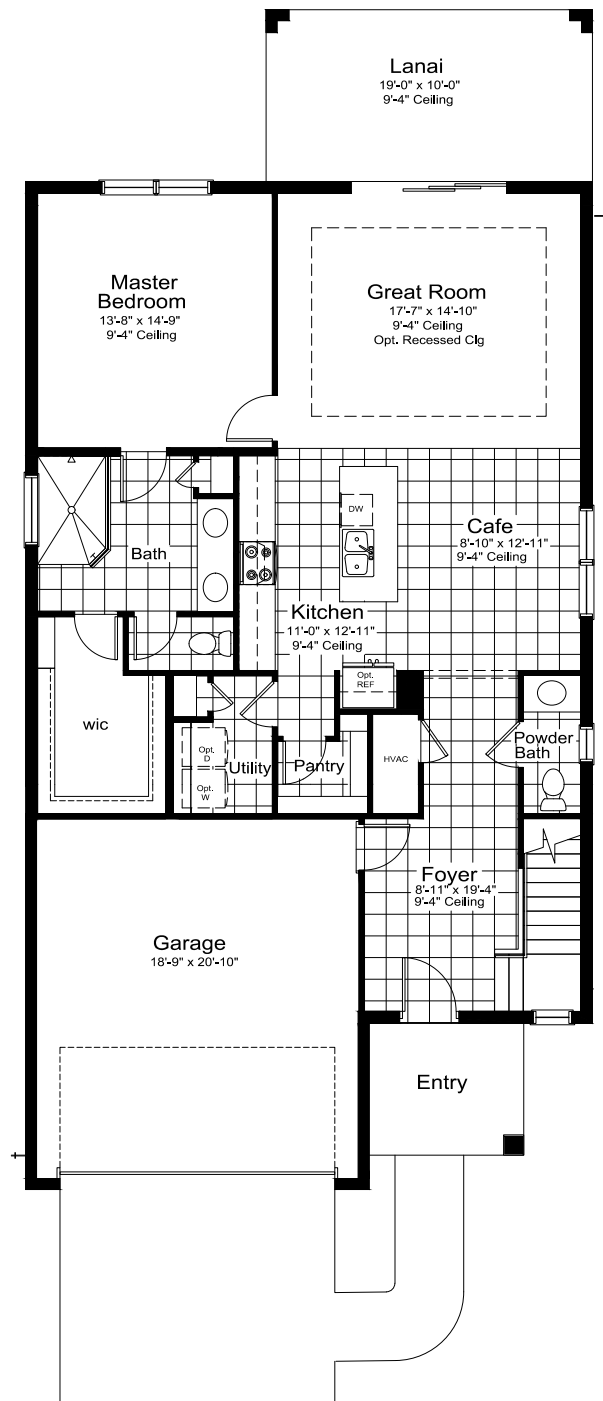 Lanai
19'-0" x 10'-0"
9'-4" Ceiling
Master
Bedroom
13'-8" x 14'-9"
9'-4" Ceiling
Great Room
17'-7" x 14'-10"
9'-4" Ceiling
Opt. Recessed Clg
DW
Cafe
8'-10" x 12'-11"
9'-4" Ceiling
Bath
Kitchen
11'-0" x 12'-11"
9'-4" Ceiling
Opt.
REF
wic
Opt.
D
Opt.
W
Utility
Pantry
HVAC
Powder
Bath
Foyer
8'-11" x 19'-4"
9'-4" Ceiling
Garage
18'-9" x 20'-10"
Entry